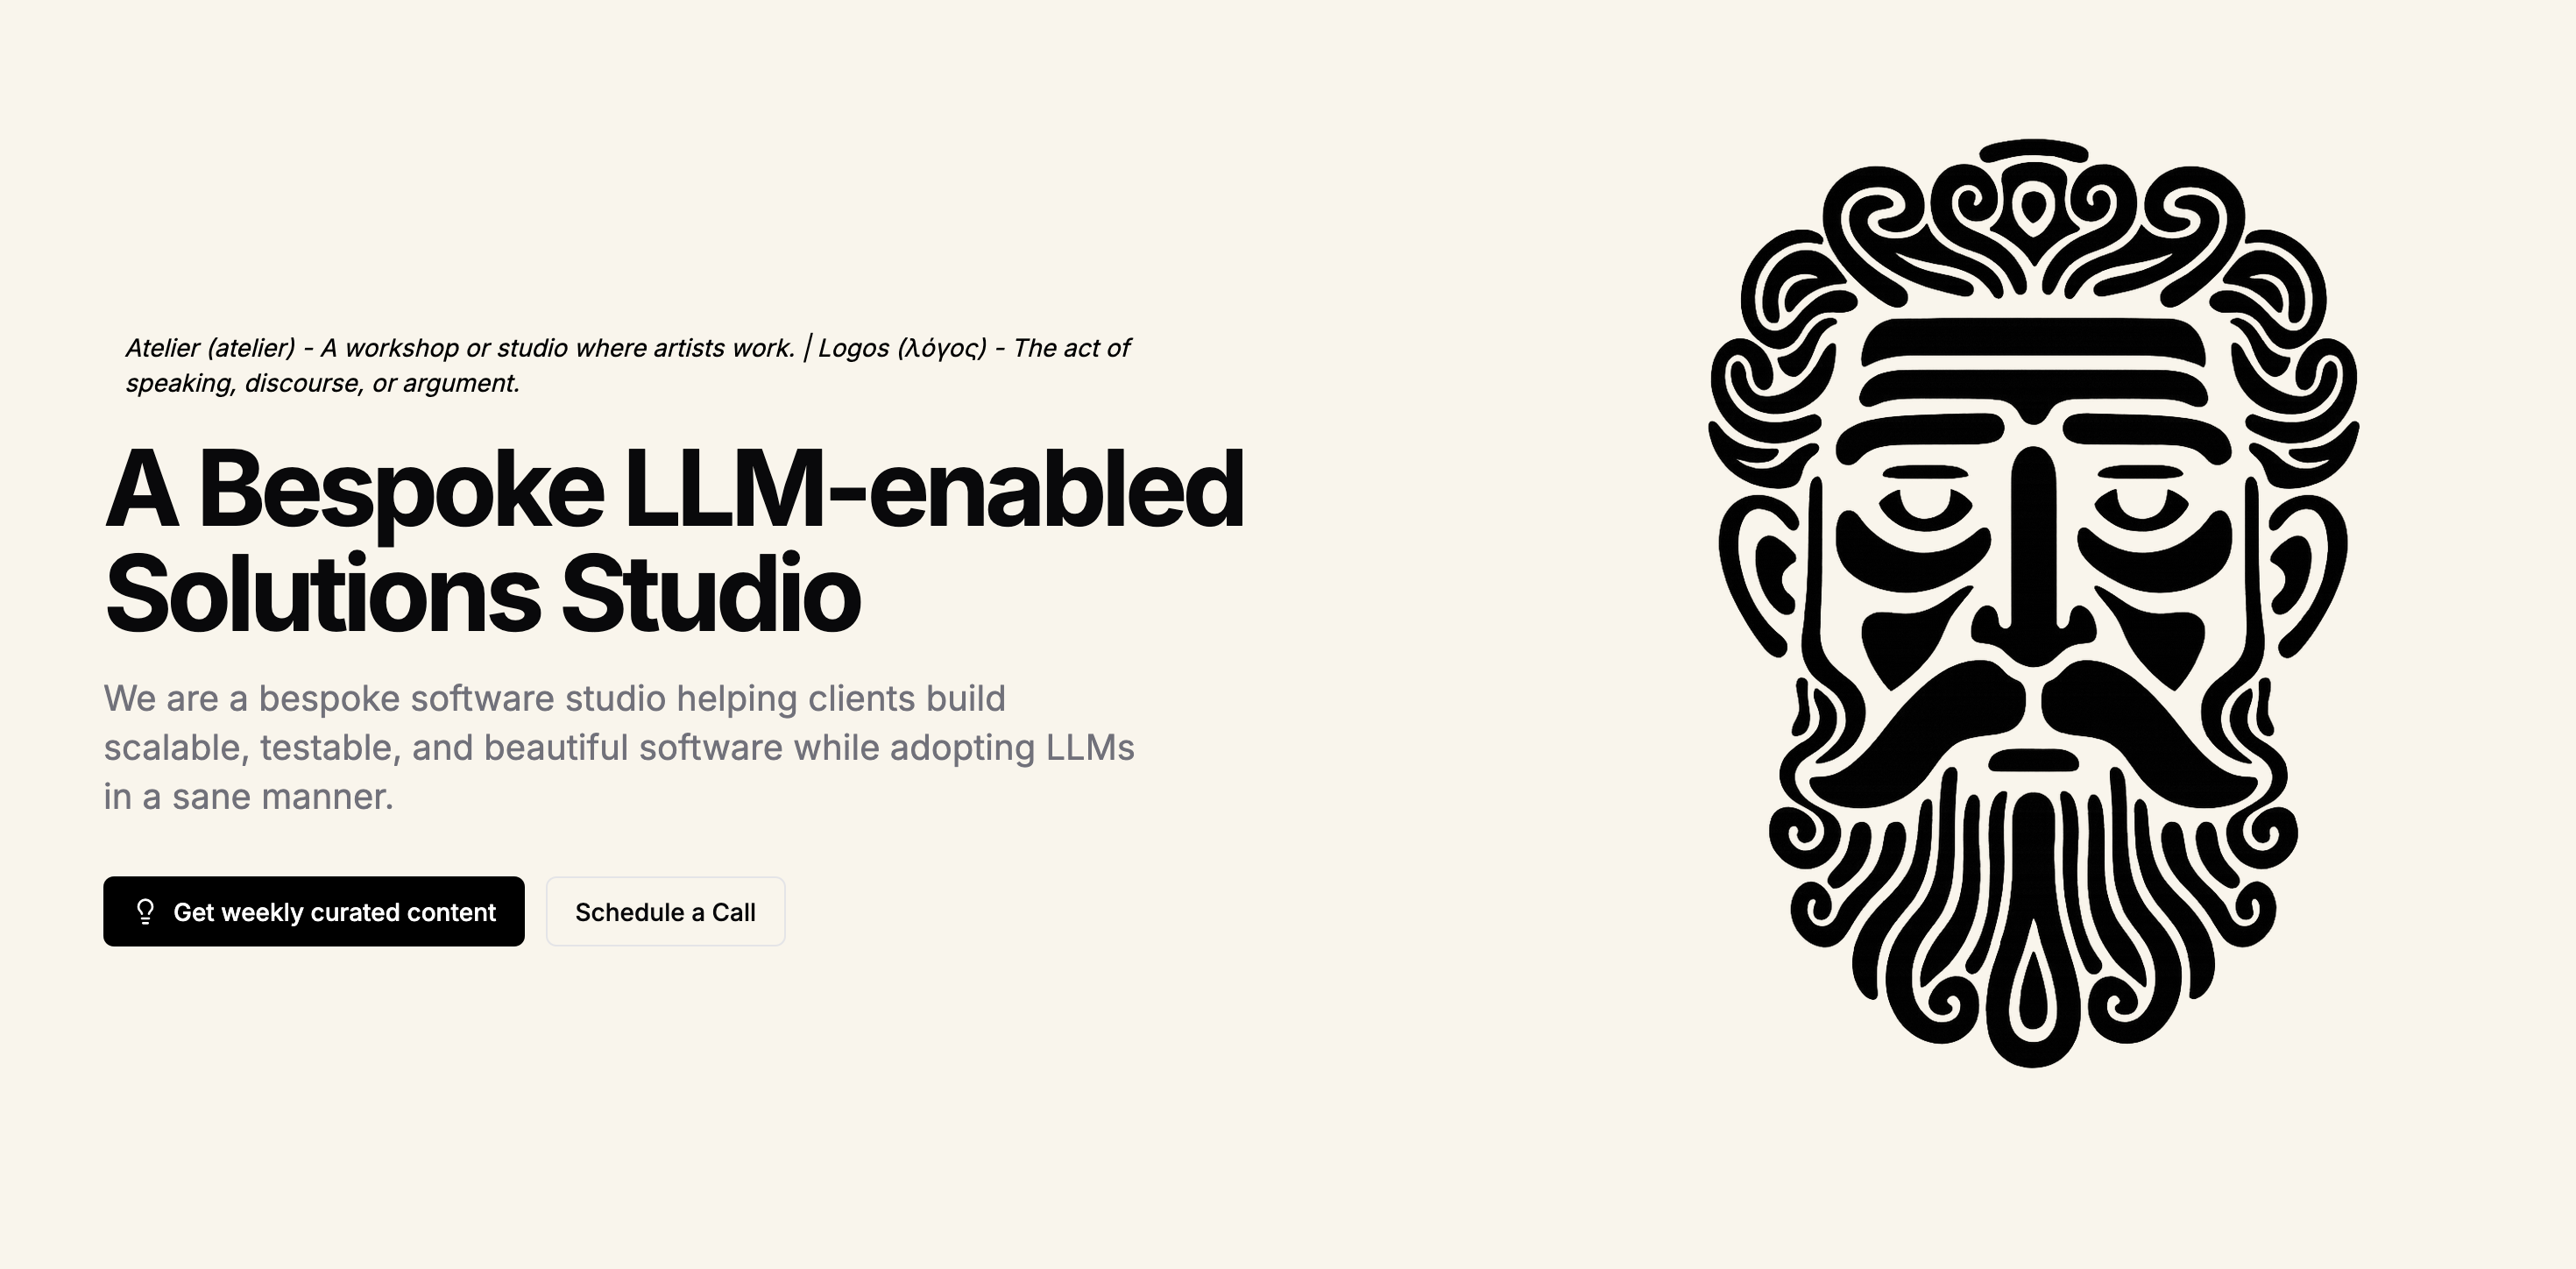 Atelier (atelier) - A workshop or studio where artists work. | Logos (λόγος) - The act of
speaking, discourse, or argument.
A Bespoke LLM-enabled
Solutions Studio
We are a bespoke software studio helping clients build
scalable, testable, and beautiful software while adopting LLMs
in a sane manner.
Get weekly curated content
Schedule a Call